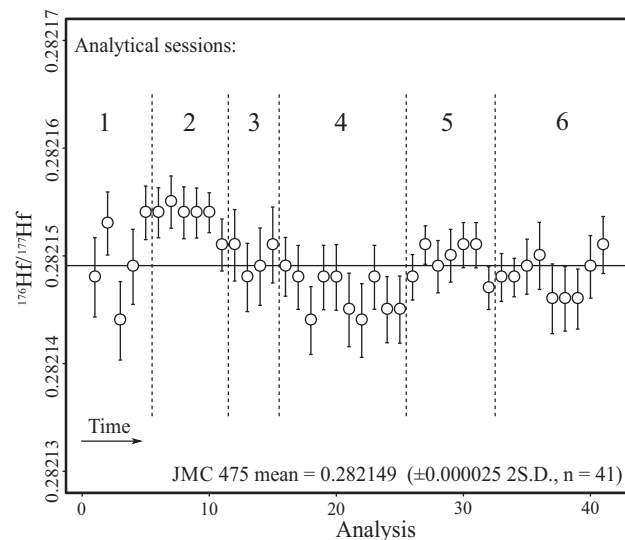 Analytical sessions:
1 2 3 4 5 6
0.28217
0.28216
0.28215
0.28214
0.28213
¹⁷⁶Hf/¹⁷⁷Hf
Time
JMC 475 mean = 0.282149 (±0.000025 2S.D., n = 41)
0 10 20 30 40
Analysis